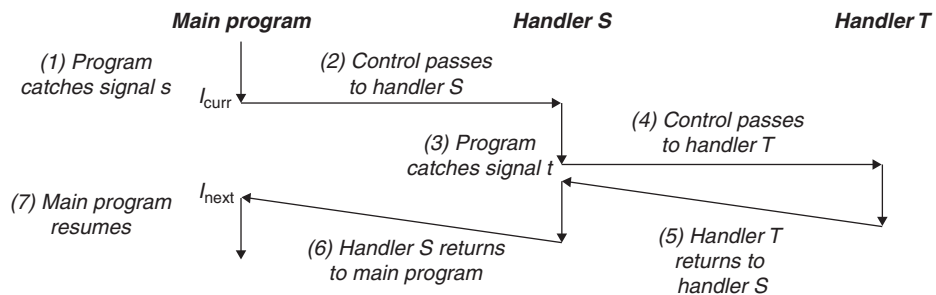 Main program
Handler S
Handler T
(1) Program
catches signal s
(2) Control passes
to handler S
Icurr
(3) Program
catches signal t
(4) Control passes
to handler T
(7) Main program
resumes
Inext
(6) Handler S returns
to main program
(5) Handler T
returns to
handler S